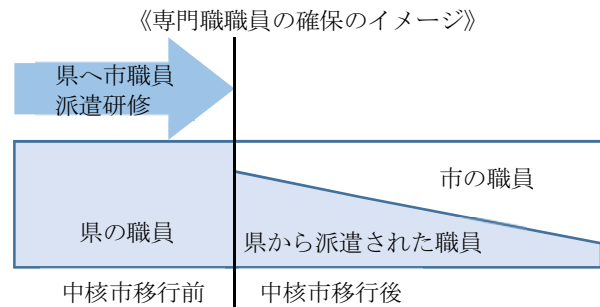 《専門職職員の確保のイメージ》
県へ市職員
派遣研修
市の職員
県の職員
県から派遣された職員
中核市移行前
中核市移行後